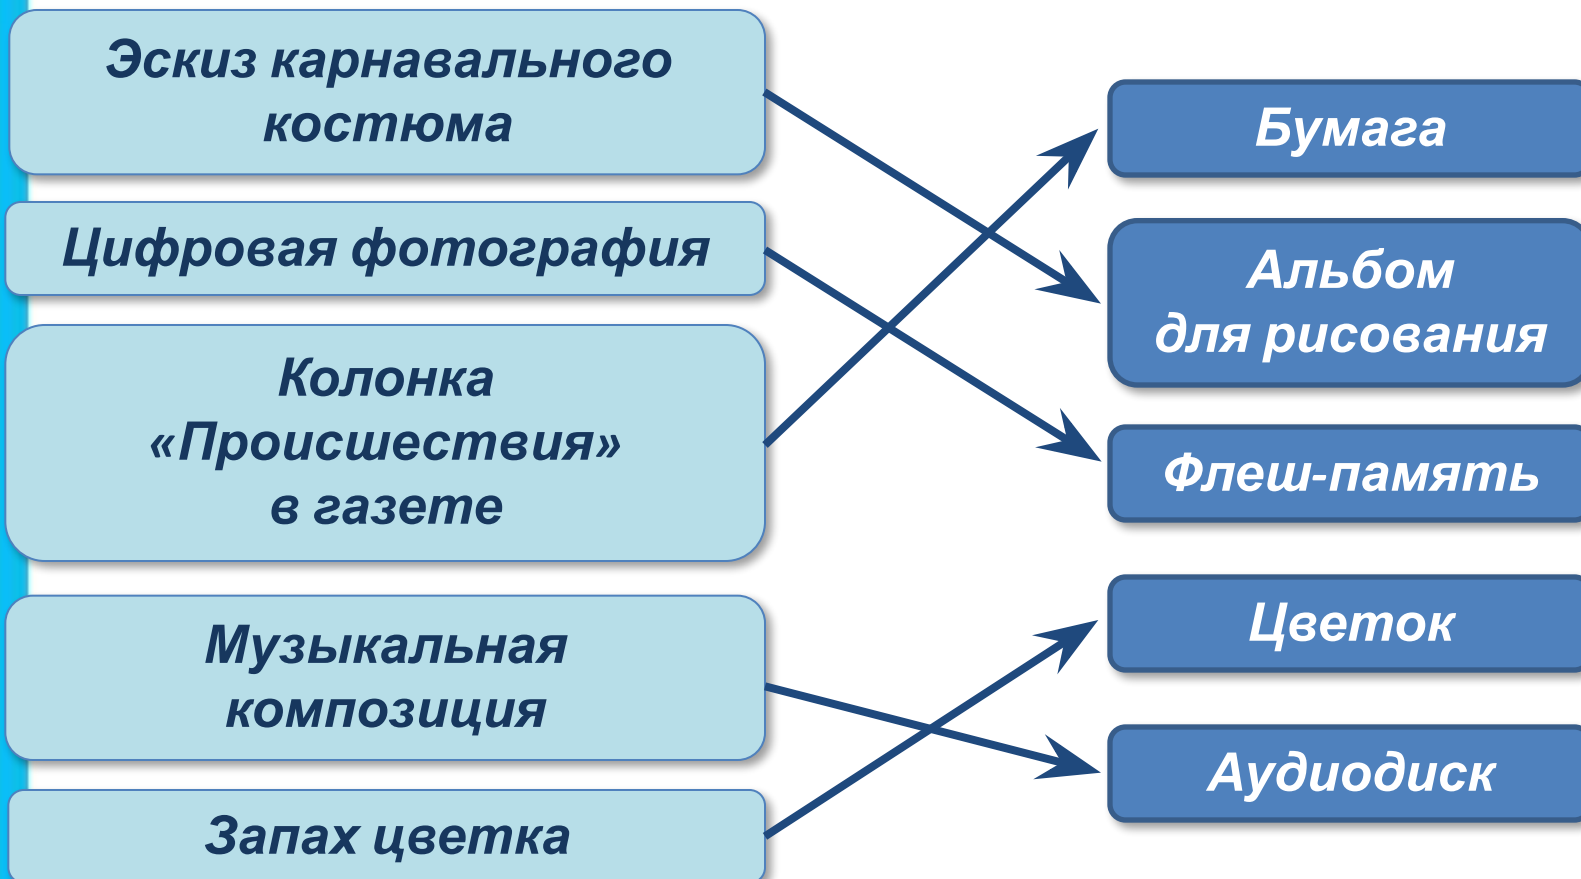 Эскиз карнавального
костюма
Цифровая фотография
Колонка
«Происшествия»
в газете
Музыкальная
композиция
Запах цветка
Бумага
Альбом
для рисования
Флеш-память
Цветок
Аудиодиск